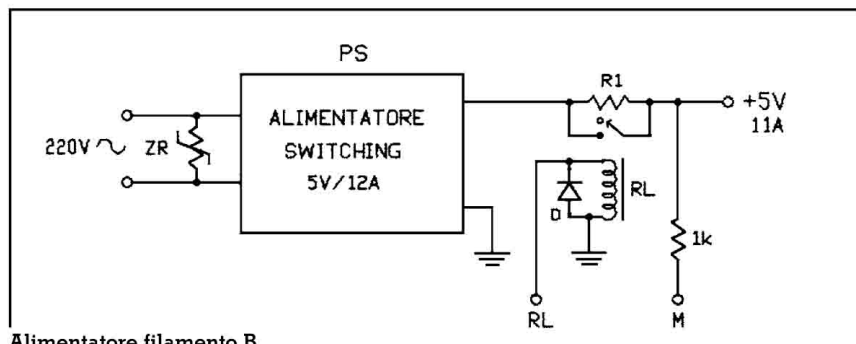 PS
R1
+5V
11A
220V
ZR
ALIMENTATORE
SWITCHING
5V/12A
D
RL
1k
RL
M
Alimentatore filamento B